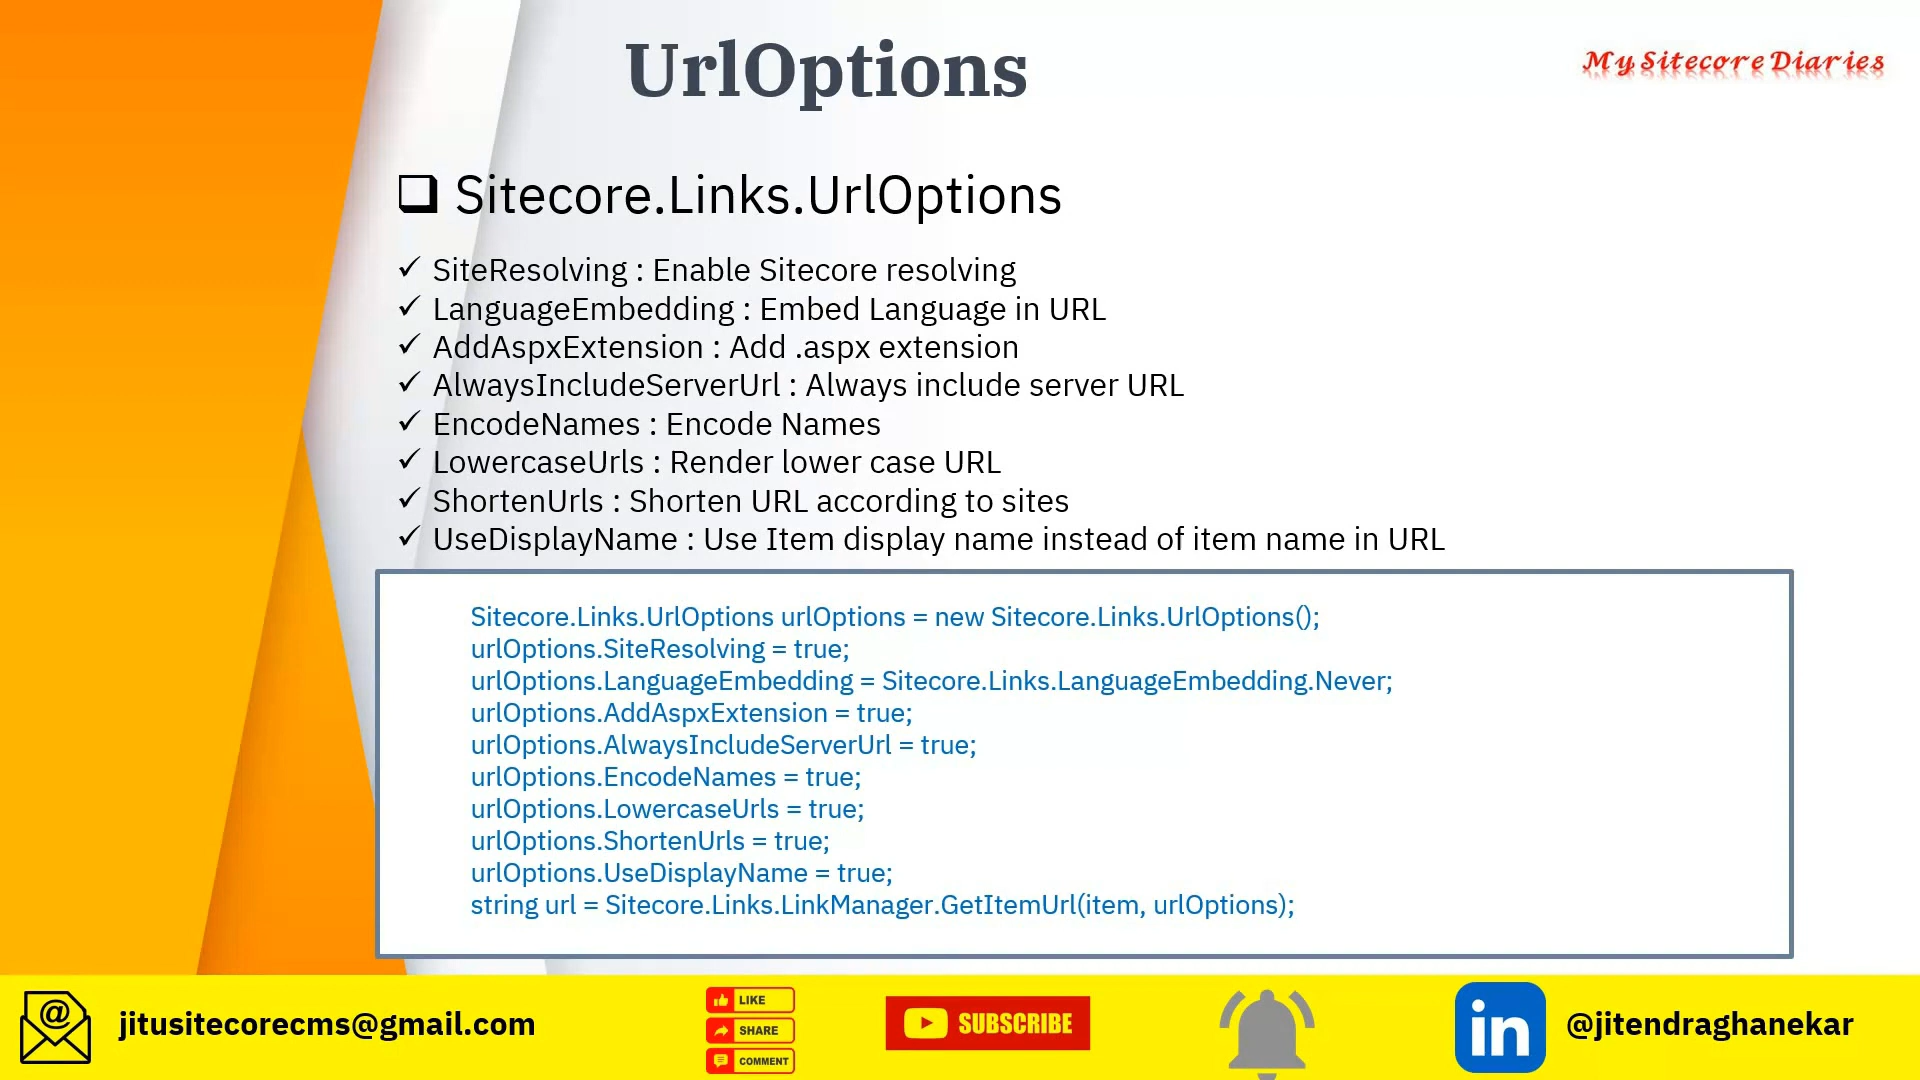 UrlOptions
My Sitecore Diaries
Sitecore.Links.UrlOptions
SiteResolving : Enable Sitecore resolving
LanguageEmbedding : Embed Language in URL
AddAspxExtension : Add .aspx extension
AlwaysIncludeServerUrl : Always include server URL
EncodeNames : Encode Names
LowercaseUrls : Render lower case URL
ShortenUrls : Shorten URL according to sites
UseDisplayName : Use Item display name instead of item name in URL
Sitecore.Links.UrlOptions urlOptions = new Sitecore.Links.UrlOptions();
urlOptions.SiteResolving = true;
urlOptions.LanguageEmbedding = Sitecore.Links.LanguageEmbedding.Never;
urlOptions.AddAspxExtension = true;
urlOptions.AlwaysIncludeServerUrl = true;
urlOptions.EncodeNames = true;
urlOptions.LowercaseUrls = true;
urlOptions.ShortenUrls = true;
urlOptions.UseDisplayName = true;
string url = Sitecore.Links.LinkManager.GetItemUrl(item, urlOptions);
jitusitecorecms@gmail.com
LIKE
SHARE
COMMENT
SUBSCRIBE
in
@jitendraghanekar